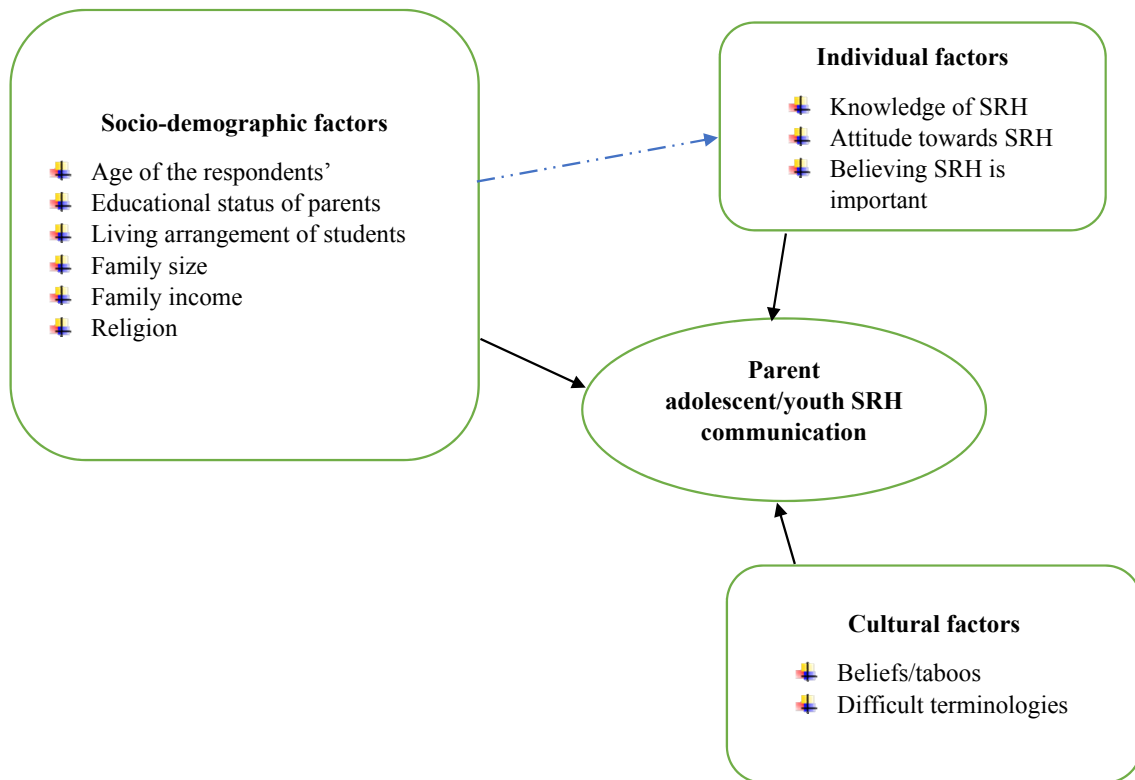 Socio-demographic factors
Age of the respondents’
Educational status of parents
Living arrangement of students
Family size
Family income
Religion
Individual factors
Knowledge of SRH
Attitude towards SRH
Believing SRH is
important
Parent
adolescent/youth SRH
communication
Cultural factors
Beliefs/taboos
Difficult terminologies